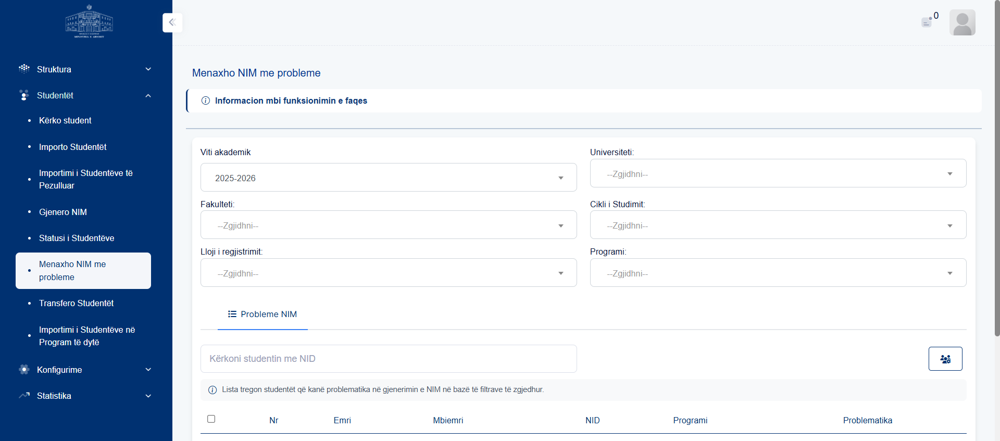 MINISTRIA E ARSIMIT
0
Struktura
Studentët
Kërko student
Importo Studentët
Importimi i Studentëve të
Pezulluar
Gjenero NIM
Statusi i Studentëve
Menaxho NIM me
probleme
Transfero Studentët
Importimi i Studentëve në
Program të dytë
Konfigurime
Statistika
Menaxho NIM me probleme
Informacion mbi funksionimin e faqes
Viti akademik
2025-2026
Universiteti:
--Zgjidhni--
Fakulteti:
--Zgjidhni--
Cikli i Studimit:
--Zgjidhni--
Lloji i regjistrimit:
--Zgjidhni--
Programi:
--Zgjidhni--
Probleme NIM
Kërkoni studentin me NID
Lista tregon studentët që kanë problematika në gjenerimin e NIM në bazë të filtrave të zgjedhur.
Nr Emri Mbiemri NID Programi Problematika